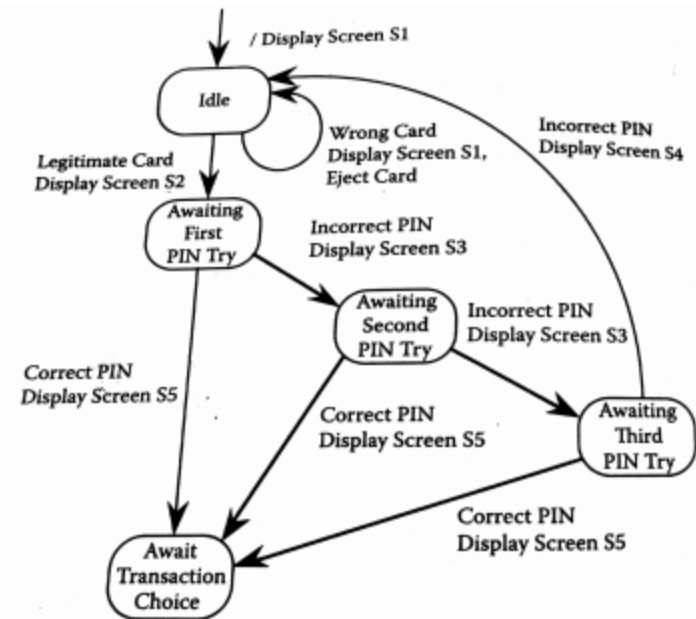 / Display Screen S1
Idle
Wrong Card
Display Screen S1,
Eject Card
Incorrect PIN
Display Screen S4
Legitimate Card
Display Screen S2
Awaiting
First
PIN Try
Incorrect PIN
Display Screen S3
Awaiting
Second
PIN Try
Incorrect PIN
Display Screen S3
Correct PIN
Display Screen S5
Correct PIN
Display Screen S5
Awaiting
Third
PIN Try
Correct PIN
Display Screen S5
Await
Transaction
Choice